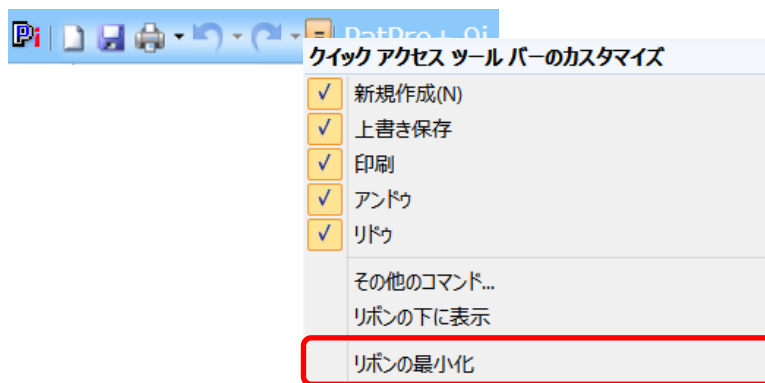 Pi PatPro+ 9i
クイック アクセス ツール バーのカスタマイズ
新規作成(N)
上書き保存
印刷
アンドゥ
リドゥ
その他のコマンド...
リボンの下に表示
リボンの最小化